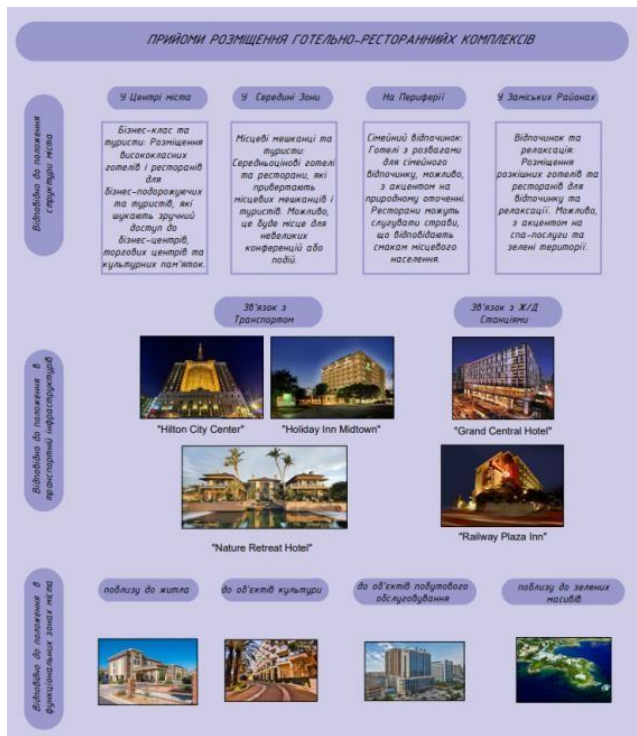 ПРИЙОМИ РОЗМІЩЕННЯ ГОТЕЛЬНО-РЕСТОРАННИЙХ КОМПЛЕКСІВ
Відповідно до положення
структури міста
У Центрі міста
Бізнес-клас та
туристи: Розміщення
висококласних
готелів і ресторанів
для
бізнес-подорожуючих
та туристів, які
шукають зручний
доступ до
бізнес-центрів,
торгових центрів та
культурних пам'яток.
У Середині Зони
Місцеві мешканці та
туристи:
Середньоцінові готелі
та ресторани, які
привертають
місцевих мешканців і
туристів. Можливо,
це буде місце для
невеликих
конференцій або
подій.
На Периферії
Сімейний відпочинок:
Готелі з розвагами
для сімейного
відпочинку, можливо,
з акцентом на
природному оточенні.
Ресторани можуть
слугувати страви,
що відповідають
смакам місцевого
населення.
У Заміських Районах
Відпочинок та
релаксація:
Розміщення
розкішних готелів та
ресторанів для
відпочинку та
релаксації. Можливо,
з акцентом на
спа-послуги та
зелені території.
Відповідно до положення в
транспортній інфраструктурів
Зв'язок з
Транспортом
"Hilton City Center"
"Holiday Inn Midtown"
"Nature Retreat Hotel"
Зв'язок з Ж/Д
Станціями
"Grand Central Hotel"
"Railway Plaza Inn"
Відповідно до положення в
функціональних зонах міста
поблизу до житла
до об'єктів культури
до об'єктів побутового
обслуговування
поблизу до зелених
масивів